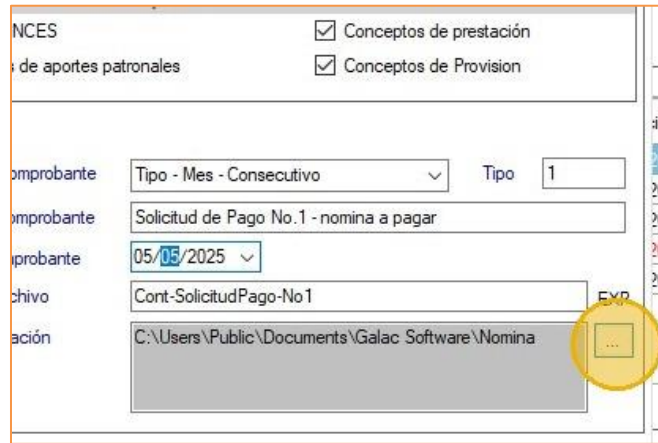 NCES
Conceptos de prestación
s de aportes patronales
Conceptos de Provision
omprobante Tipo - Mes - Consecutivo Tipo 1
omprobante Solicitud de Pago No.1 - nomina a pagar
nprobante 05/05/2025
chivo Cont-SolicitudPago-No1 EXP
ación C:\Users\Public\Documents\Galac Software\Nomina ...